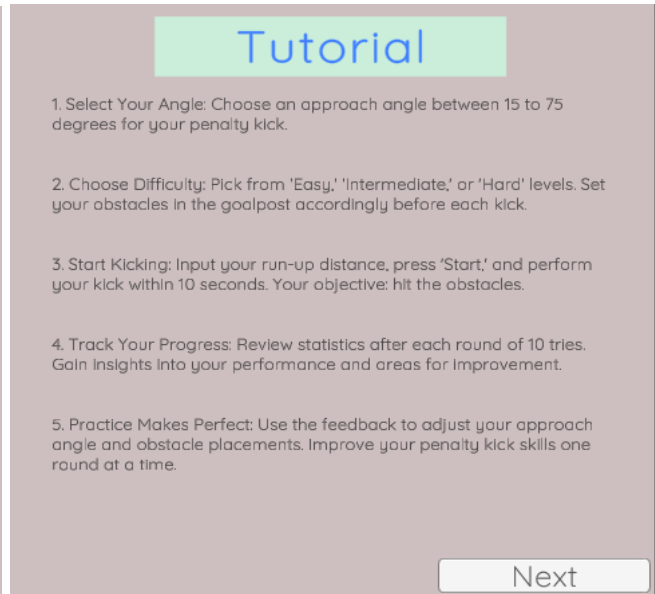 Tutorial
1. Select Your Angle: Choose an approach angle between 15 to 75
degrees for your penalty kick.
2. Choose Difficulty: Pick from 'Easy,' 'Intermediate,' or 'Hard' levels. Set
your obstacles in the goalpost accordingly before each kick.
3. Start Kicking: Input your run-up distance, press 'Start,' and perform
your kick within 10 seconds. Your objective: hit the obstacles.
4. Track Your Progress: Review statistics after each round of 10 tries.
Gain insights into your performance and areas for improvement.
5. Practice Makes Perfect: Use the feedback to adjust your approach
angle and obstacle placements. Improve your penalty kick skills one
round at a time.
Next